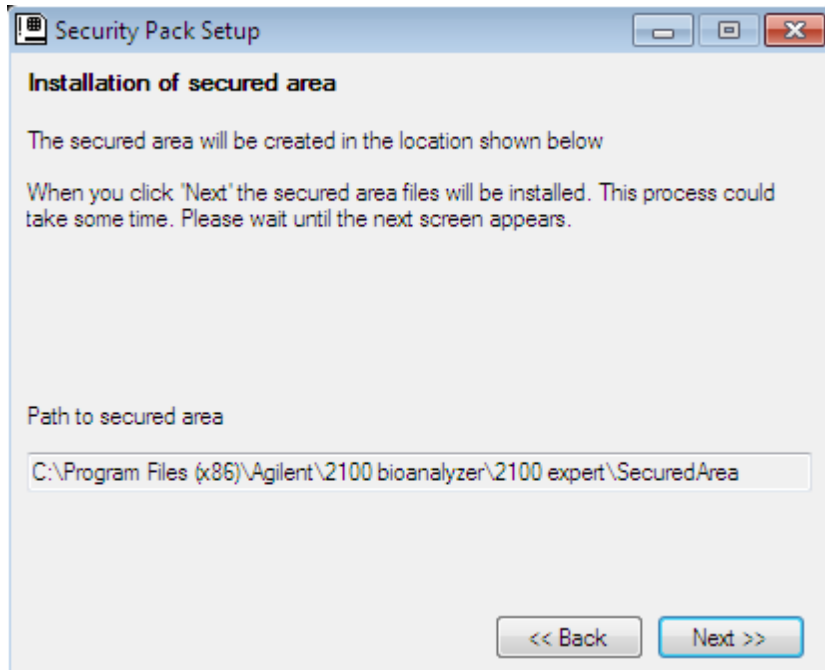 Security Pack Setup
Installation of secured area
The secured area will be created in the location shown below
When you click 'Next' the secured area files will be installed. This process could
take some time. Please wait until the next screen appears.
Path to secured area
C:\Program Files (x86)\Agilent\2100 bioanalyzer\2100 expert\SecuredArea
<< Back
Next >>